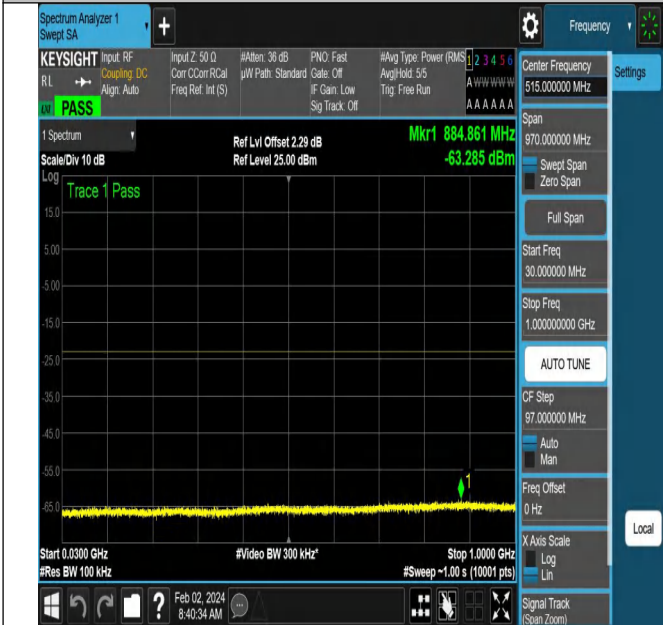 Spectrum Analyzer 1
Swept SA
+
Frequency
KEYSIGHT
RL
PASS
Input: RF
Coupling: DC
Align: Auto
Input Z: 50 Ω
Corr CCorr RCal
Freq Ref: Int (S)
#Atten: 36 dB
µW Path: Standard
PNO: Fast
Gate: Off
IF Gain: Low
Sig Track: Off
#Avg Type: Power (RMS
Avg|Hold: 5/5
Trig: Free Run
1 2 3 4 5 6
A W W W W W
A A A A A A
1 Spectrum
Scale/Div 10 dB
Log
Ref Lvl Offset 2.29 dB
Ref Level 25.00 dBm
Mkr1 884.861 MHz
-63.285 dBm
Trace 1 Pass
15.0
5.00
-5.00
-15.0
-25.0
-35.0
-45.0
-55.0
-65.0
1
Start 0.0300 GHz
#Res BW 100 kHz
#Video BW 300 kHz*
Stop 1.0000 GHz
#Sweep ~1.00 s (10001 pts)
?
Feb 02, 2024
8:40:34 AM
Center Frequency
515.000000 MHz
Span
970.000000 MHz
Swept Span
Zero Span
Full Span
Start Freq
30.000000 MHz
Stop Freq
1.000000000 GHz
AUTO TUNE
CF Step
97.000000 MHz
Auto
Man
Freq Offset
0 Hz
X Axis Scale
Log
Lin
Signal Track
(Span Zoom)
Settings
Local